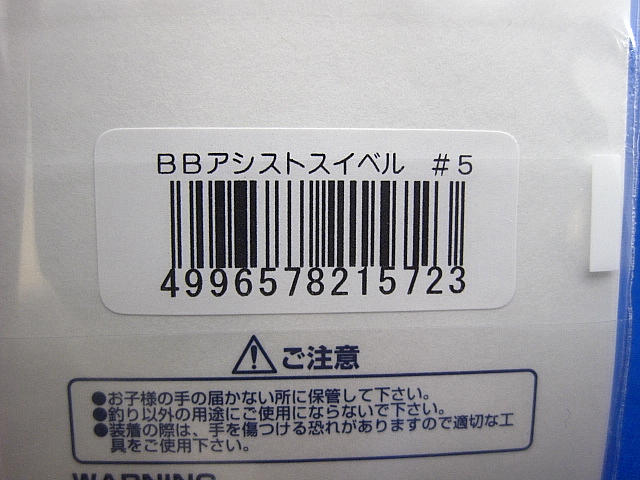 BBアシストスイベル #5
4996578215723
ご注意
●お子様の手の届かない所に保管して下さい。
●釣り以外の用途にご使用にならないで下さい。
●装着の際は、手を傷つける恐れがありますので適切な工
具をご使用下さい。
WARNING